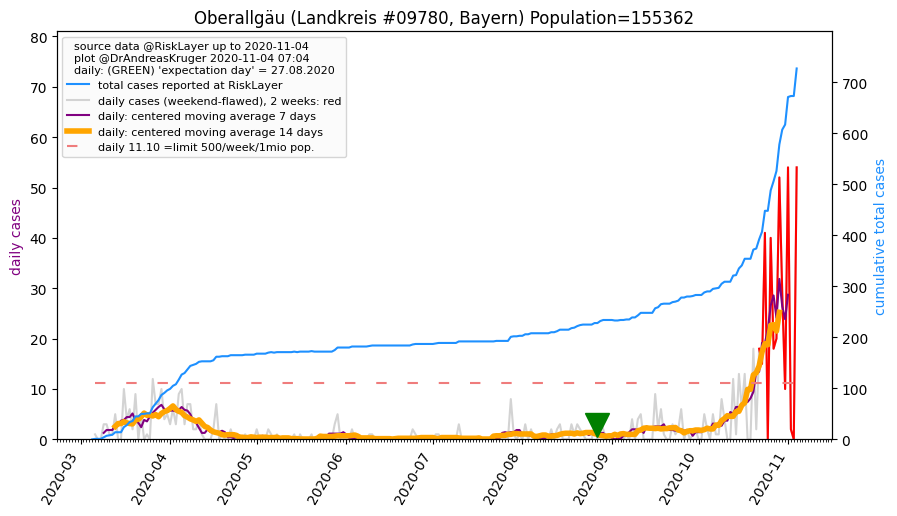 Oberallgäu (Landkreis #09780, Bayern) Population=155362
source data @RiskLayer up to 2020-11-04
plot @DrAndreasKruger 2020-11-04 07:04
daily: (GREEN) 'expectation day' = 27.08.2020
total cases reported at RiskLayer
daily cases (weekend-flawed), 2 weeks: red
daily: centered moving average 7 days
daily: centered moving average 14 days
daily 11.10 =limit 500/week/1mio pop.
daily cases
80
70
60
50
40
30
20
10
0
cumulative total cases
700
600
500
400
300
200
100
0
2020-03
2020-04
2020-05
2020-06
2020-07
2020-08
2020-09
2020-10
2020-11